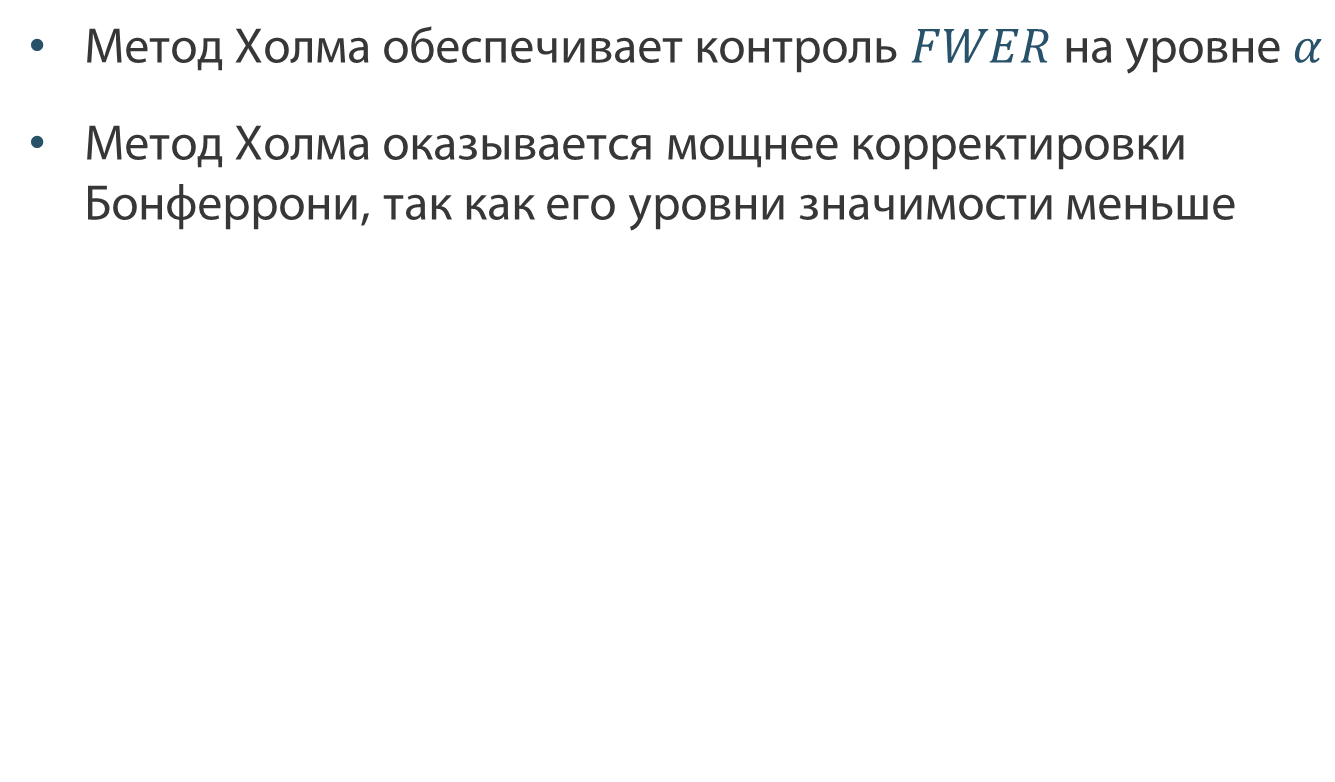 • Метод Холма обеспечивает контроль FWER на уровне α
• Метод Холма оказывается мощнее корректировки
Бонферрони, так как его уровни значимости меньше